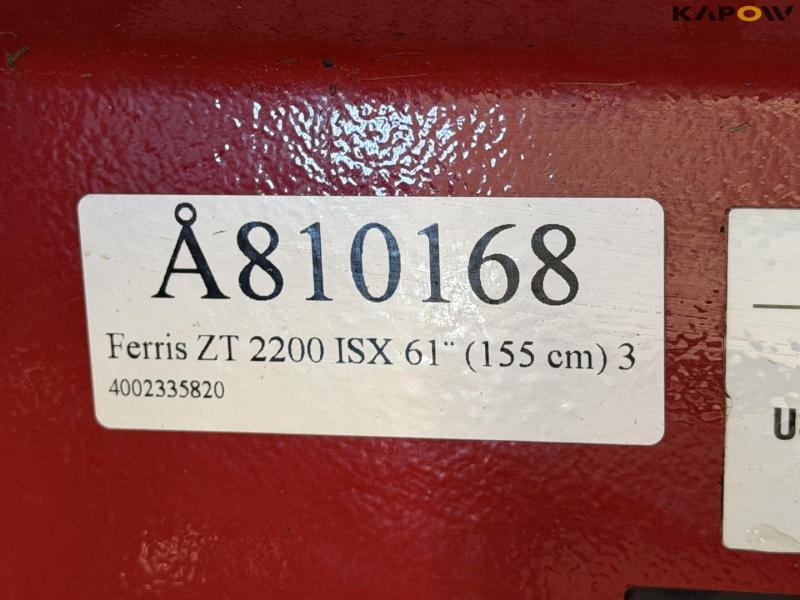 KAPOW
Å810168
Ferris ZT 2200 ISX 61¨ (155 cm) 3
4002335820